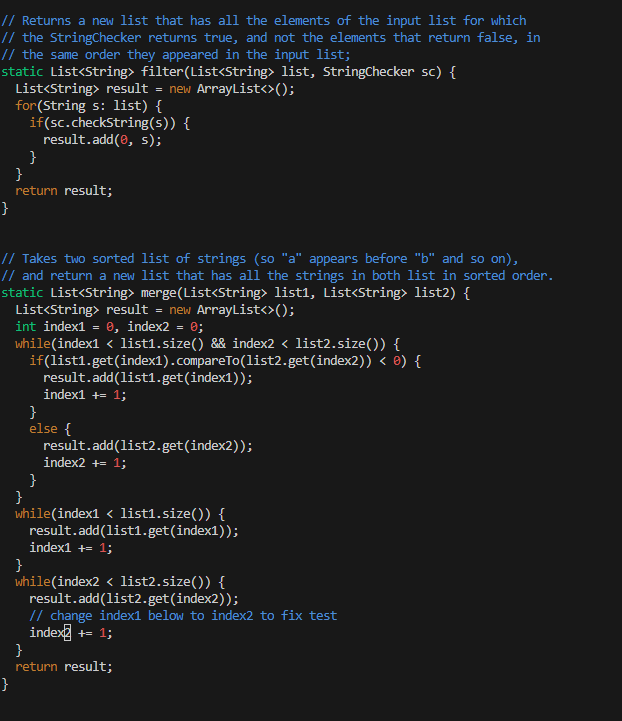 // Returns a new list that has all the elements of the input list for which
// the StringChecker returns true, and not the elements that return false, in
// the same order they appeared in the input list;
static List<String> filter(List<String> list, StringChecker sc) {
  List<String> result = new ArrayList<>();
  for(String s: list) {
    if(sc.checkString(s)) {
      result.add(0, s);
    }
  }
  return result;
}


// Takes two sorted list of strings (so "a" appears before "b" and so on),
// and return a new list that has all the strings in both list in sorted order.
static List<String> merge(List<String> list1, List<String> list2) {
  List<String> result = new ArrayList<>();
  int index1 = 0, index2 = 0;
  while(index1 < list1.size() && index2 < list2.size()) {
    if(list1.get(index1).compareTo(list2.get(index2)) < 0) {
      result.add(list1.get(index1));
      index1 += 1;
    }
    else {
      result.add(list2.get(index2));
      index2 += 1;
    }
  }
  while(index1 < list1.size()) {
    result.add(list1.get(index1));
    index1 += 1;
  }
  while(index2 < list2.size()) {
    result.add(list2.get(index2));
    // change index1 below to index2 to fix test
    index2 += 1;
  }
  return result;
}